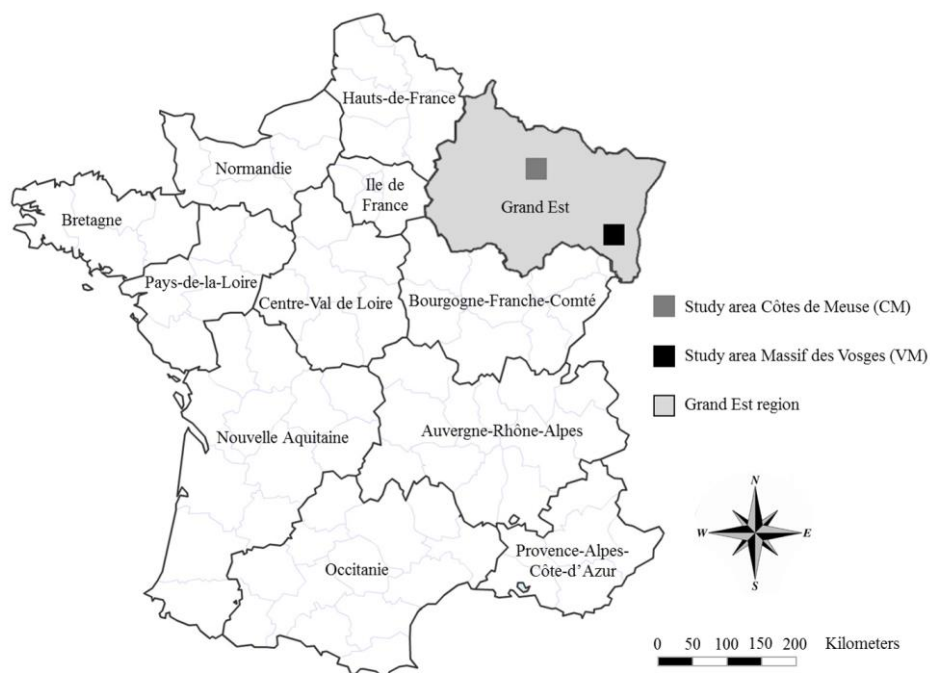 Hauts-de-France
Normandie
Ile de
France
Grand Est
Bretagne
Pays-de-la-Loire
Centre-Val de Loire
Bourgogne-Franche-Comté
Study area Côtes de Meuse (CM)
Study area Massif des Vosges (VM)
Grand Est region
Nouvelle Aquitaine
Auvergne-Rhône-Alpes
N
W
E
S
Occitanie
Provence-Alpes-
Côte-d’Azur
0 50 100 150 200 Kilometers